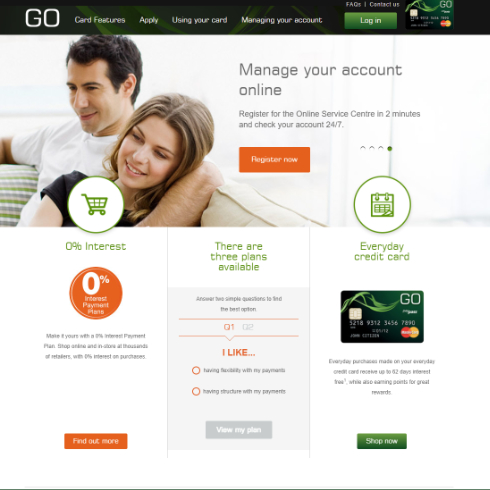 GO
Card Features Apply Using your card Managing your account
FAQs | Contact us
Log in
GO
Manage your account
online
Register for the Online Service Centre in 2 minutes
and check your account 24/7.
Register now
0% Interest
0%
Interest
Payment
Plans
Make it yours with a 0% Interest Payment
Plan. Shop online and in-store at thousands
of retailers, with 0% interest on purchases.
Find out more
There are
three plans
available
Answer two simple questions to find
the best option.
Q1 Q2
I LIKE...
having flexibility with my payments
having structure with my payments
View my plan
Everyday
credit card
GO
5218 9312 3456 7890
JOHN CITIZEN
MasterCard
Everyday purchases made on your everyday
credit card receive up to 62 days interest
free¹, while also earning points for great
rewards.
Shop now